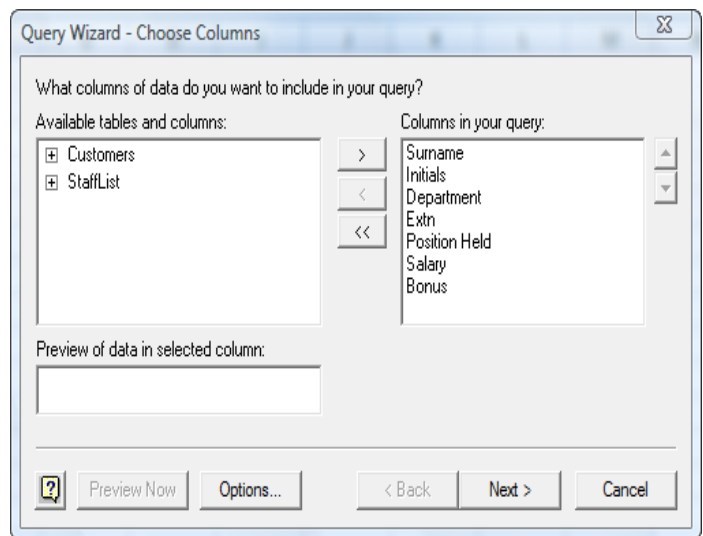 Query Wizard - Choose Columns
What columns of data do you want to include in your query?
Available tables and columns:
Columns in your query:
Customers
StaffList
>
<
<<
Surname
Initials
Department
Extn
Position Held
Salary
Bonus
Preview of data in selected column:
Preview Now
Options...
< Back
Next >
Cancel